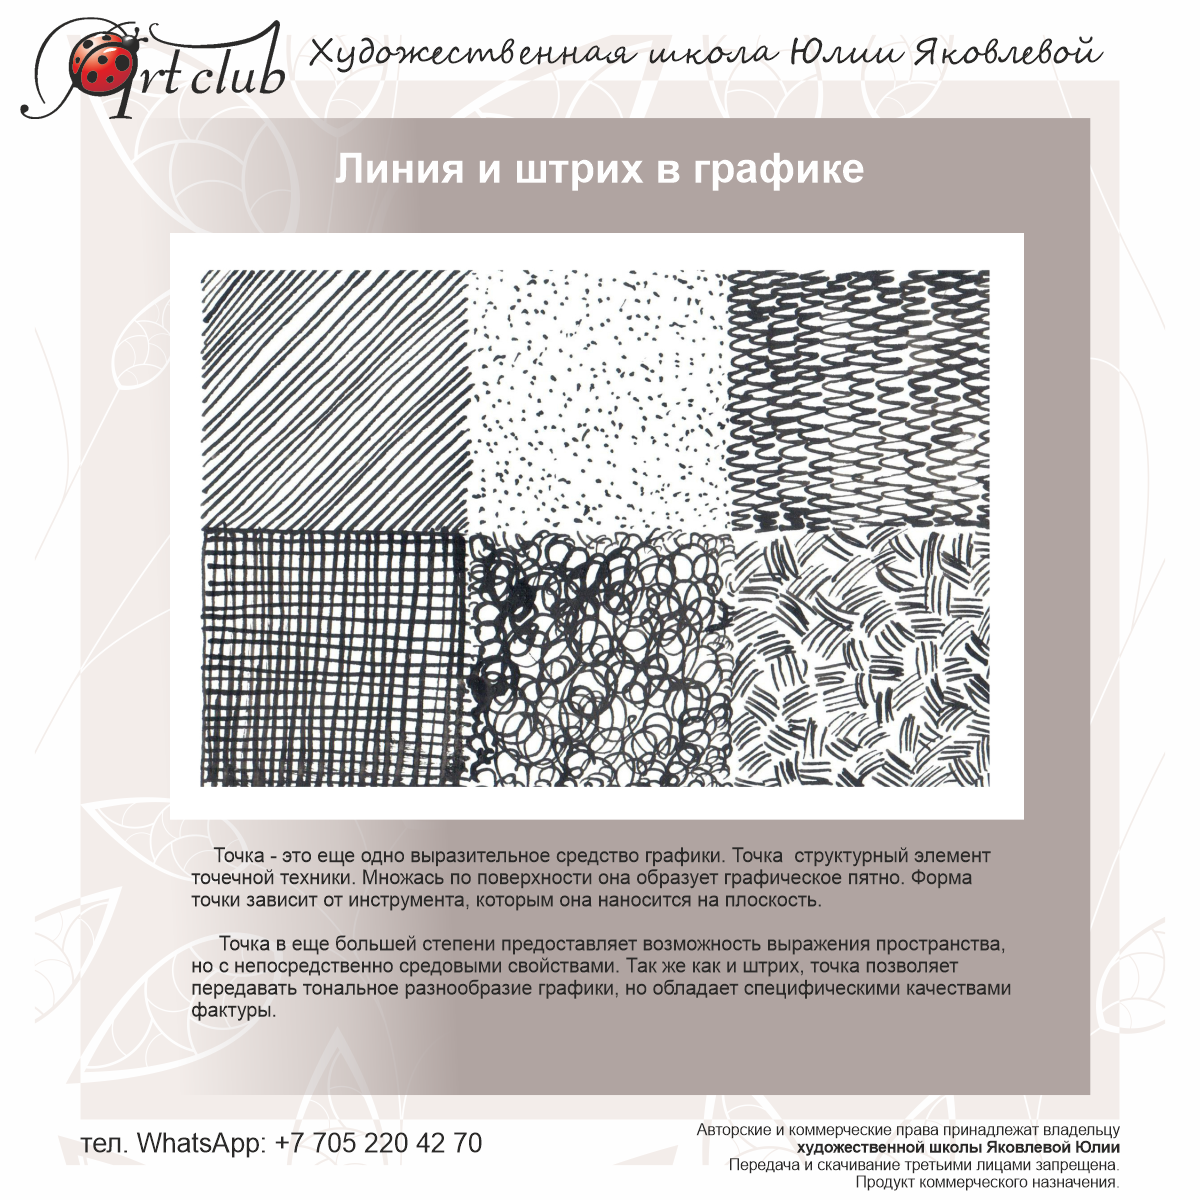 Art club
Художественная школа Юлии Яковлевой
Линия и штрих в графике
Точка - это еще одно выразительное средство графики. Точка структурный элемент
точечной техники. Множась по поверхности она образует графическое пятно. Форма
точки зависит от инструмента, которым она наносится на плоскость.
Точка в еще большей степени предоставляет возможность выражения пространства,
но с непосредственно средовыми свойствами. Так же как и штрих, точка позволяет
передавать тональное разнообразие графики, но обладает специфическими качествами
фактуры.
тел. WhatsApp: +7 705 220 42 70
Авторские и коммерческие права принадлежат владельцу
художественной школы Яковлевой Юлии
Передача и скачивание третьими лицами запрещена.
Продукт коммерческого назначения.